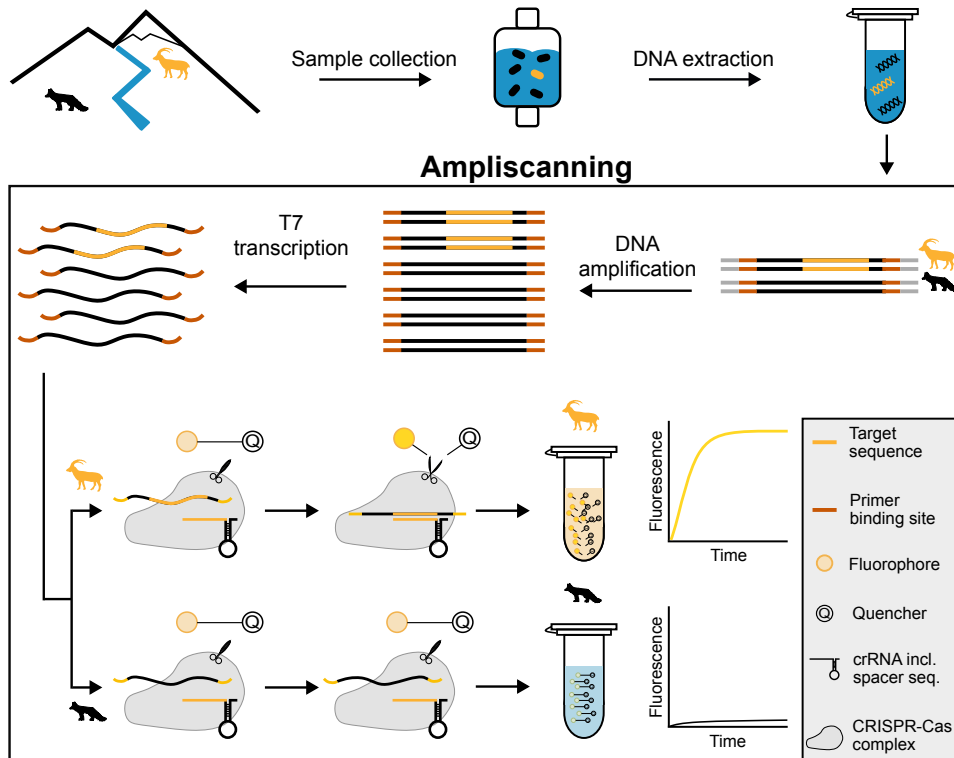 Sample collection
DNA extraction
Ampliscanning
T7
transcription
DNA
amplification
Q
Q
Fluorescence
Time
Q
Q
Fluorescence
Time
Target
sequence
Primer
binding site
Fluorophore
Q
Quencher
crRNA incl.
spacer seq.
CRISPR-Cas
complex